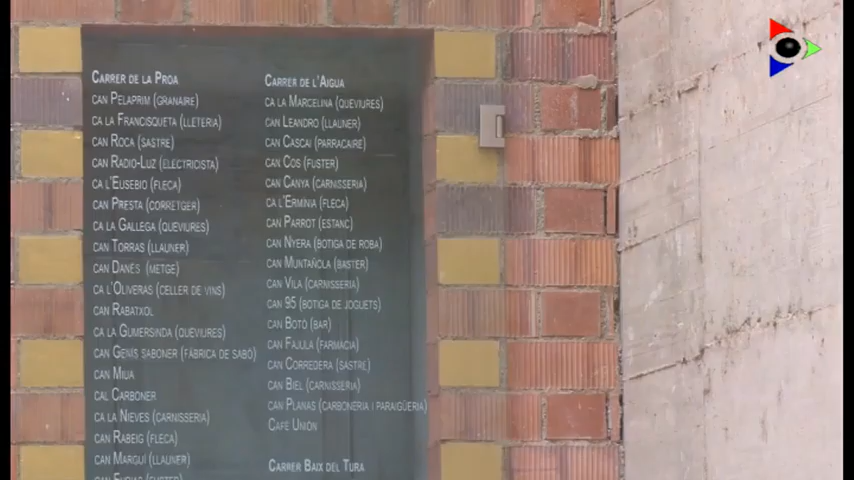 CARRER DE LA PROA
CAN PELAPRIM (GRANAIRE)
CA LA FRANCISQUETA (LLETERIA)
CAN ROCA (SASTRE)
CAN RADIO-LUZ (ELECTRICISTA)
CA L'EUSEBIO (FLECA)
CAN PRESTA (CORRETGER)
CA LA GALLEGA (QUEVIURES)
CAN TORRAS (LLAUNER)
CAN DANÉS (METGE)
CA L'OLIVERAS (CELLER DE VINS)
CAN RABATXOL
CA LA GUMERSINDA (QUEVIURES)
CAN GENÍS SABONER (FÀBRICA DE SABÓ)
CAN MILIA
CAL CARBONER
CA LA NIEVES (CARNISSERIA)
CAN RABEIG (FLECA)
CAN MARGUÍ (LLAUNER)
CARRER DE L'AIGUA
CA LA MARCELINA (QUEVIURES)
CAN LEANDRO (LLAUNER)
CAN CASCAI (PARRACAIRE)
CAN COS (FUSTER)
CAN CANYA (CARNISSERIA)
CA L'ERMÍNIA (FLECA)
CAN PARROT (ESTANC)
CAN NYERA (BOTIGA DE ROBA)
CAN MUNTAÑOLA (BASTER)
CAN VILA (CARNISSERIA)
CAN 95 (BOTIGA DE JOGUETS)
CAN BOTÓ (BAR)
CAN FAJULA (FARMÀCIA)
CAN CORREDERA (SASTRE)
CAN BIEL (CARNISSERIA)
CAN PLANAS (CARBONERIA I PARAIGÜERIA)
CAFÈ UNIÓN
CARRER BAIX DEL TURA